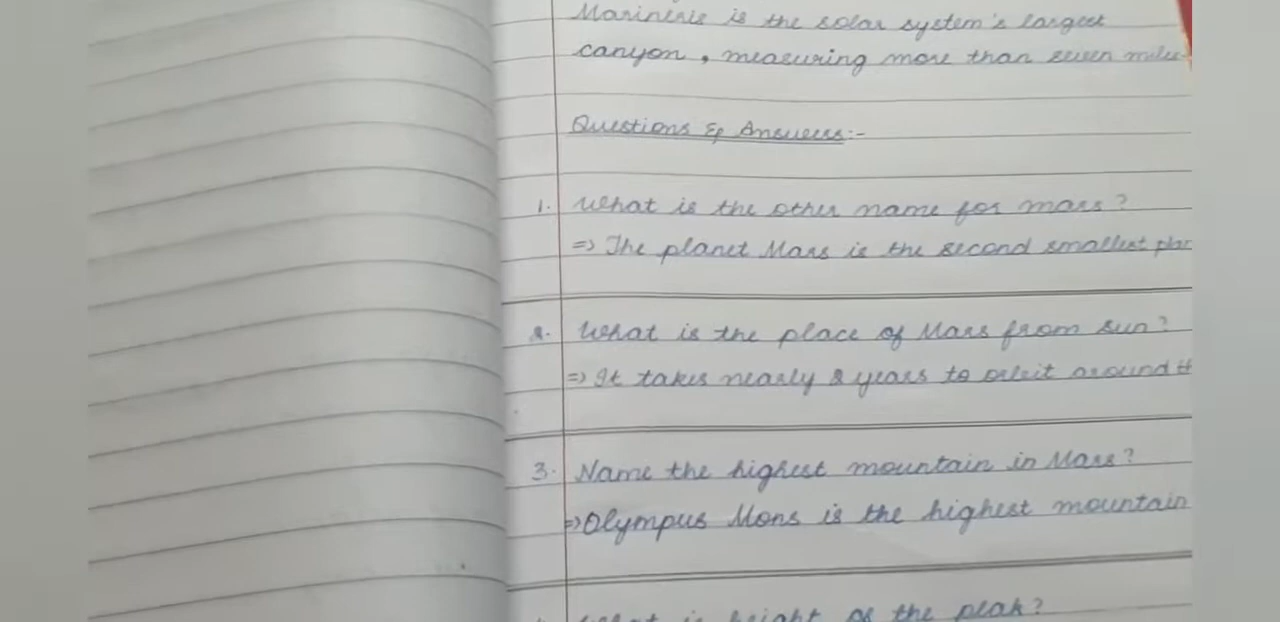 Marineris is the solar system's largest
canyon, measuring more than seven miles
Questions & Answers:-
1. What is the other name for mars?
=> The planet Mars is the second smallest pla
2. What is the place of Mars from sun?
=> It takes nearly 2 years to orbit around t
3. Name the highest mountain in Mars?
=> Olympus Mons is the highest mountain
What is height of the peak?